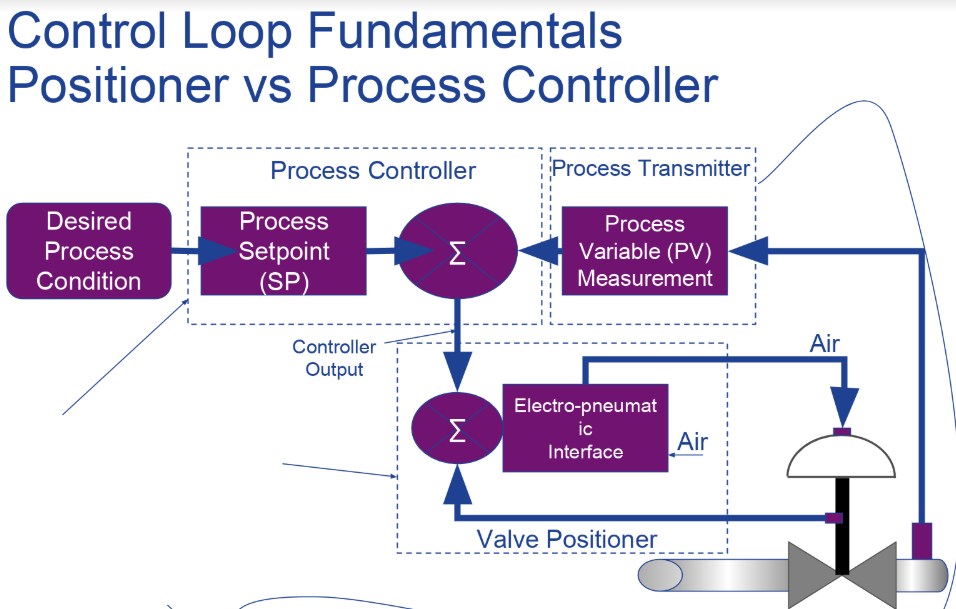 Control Loop Fundamentals
Positioner vs Process Controller
Process Controller
Process Transmitter
Desired
Process
Condition
Process
Setpoint
(SP)
Σ
Process
Variable (PV)
Measurement
Controller
Output
Air
Σ
Electro-pneumat
ic
Interface
Air
Valve Positioner